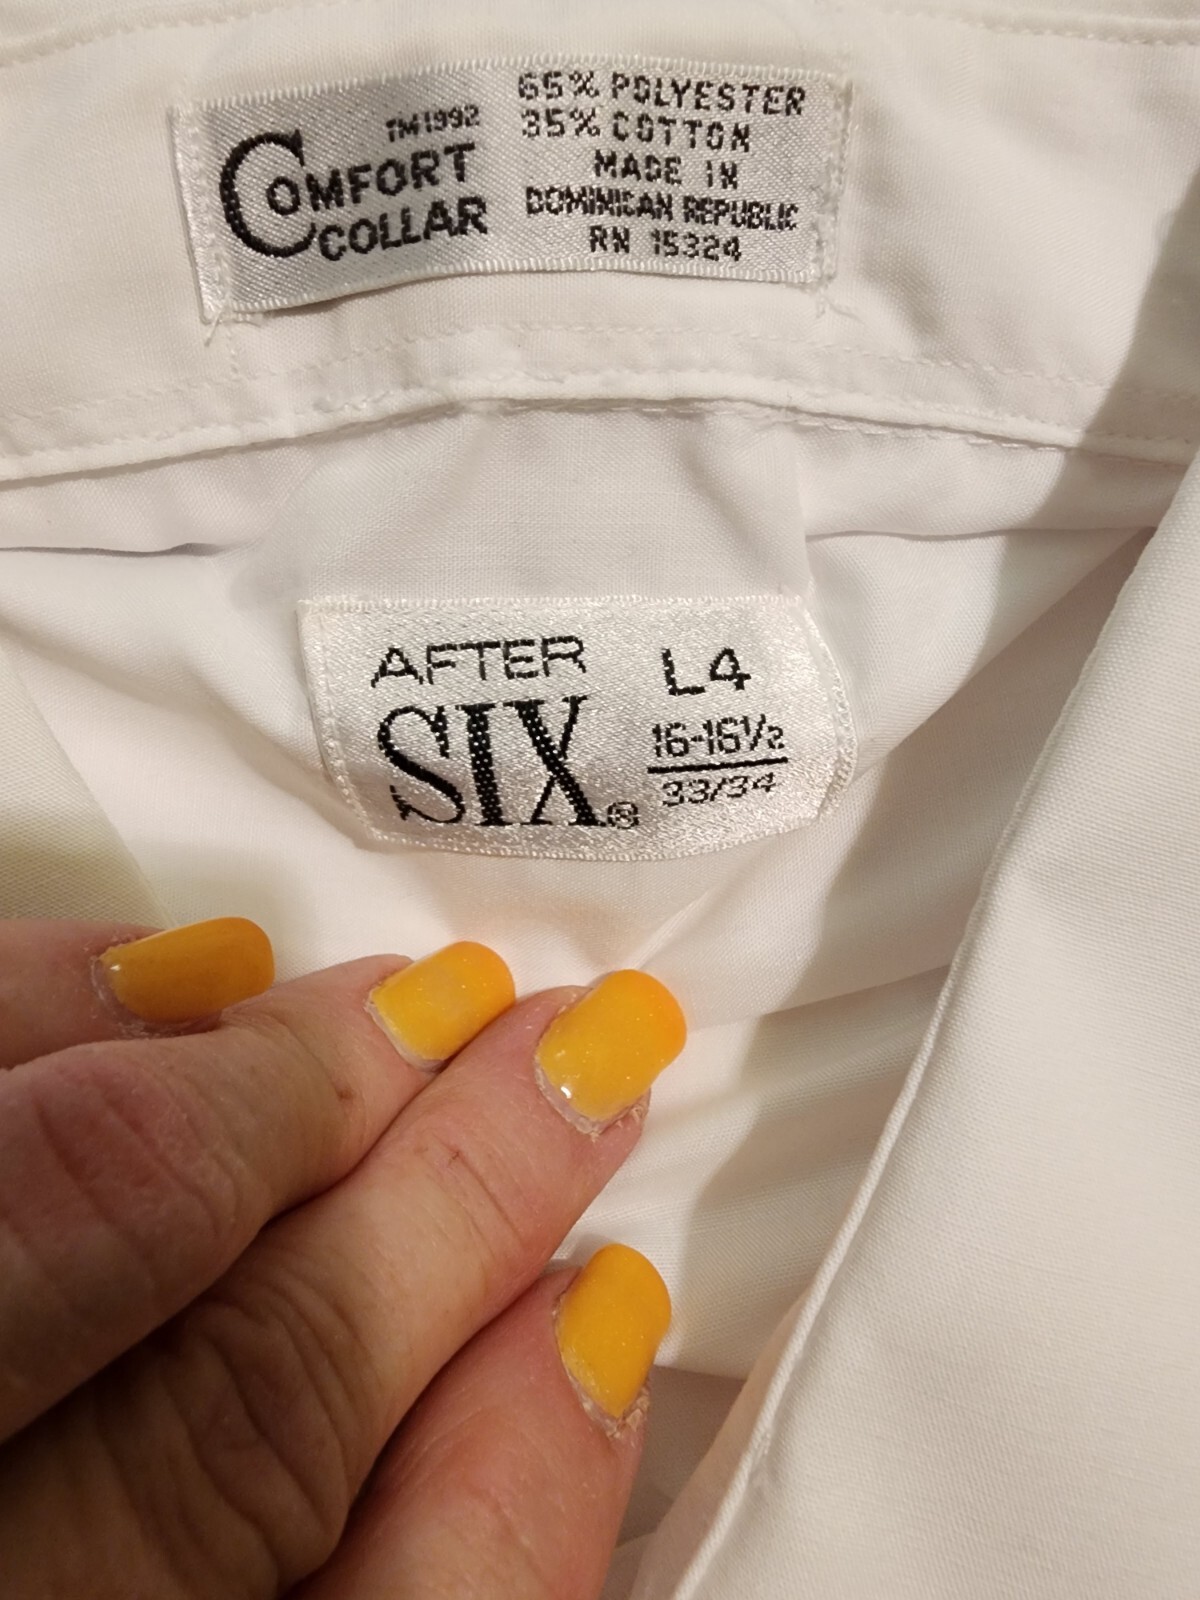 TM1992
COMFORT
COLLAR
65% POLYESTER
35% COTTON
MADE IN
DOMINICAN REPUBLIC
RN 15324
AFTER
SIX®
L4
16-16½
33/34